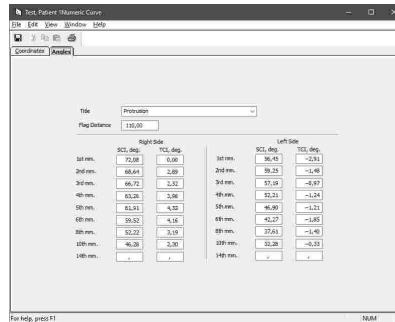 Test, Patient 1Numeric Curve
File Edit View Window Help
Coordinates Angles
Title Protrusion
Flag Distance 110,00
Right Side Left Side
SCI, deg. TCI, deg. SCI, deg. TCI, deg.
1st mm. 72,08 0,00 1st mm. 56,45 -2,91
2nd mm. 68,64 2,89 2nd mm. 59,25 -1,48
3rd mm. 66,72 2,32 3rd mm. 57,19 -0,97
4th mm. 63,26 3,96 4th mm. 52,21 -1,24
5th mm. 61,91 4,32 5th mm. 46,90 -1,21
6th mm. 59,52 4,16 6th mm. 42,27 -1,85
8th mm. 52,22 3,19 8th mm. 37,61 -1,40
10th mm. 46,28 2,30 10th mm. 32,28 -0,33
14th mm. , , 14th mm. , ,
For help, press F1 NUM